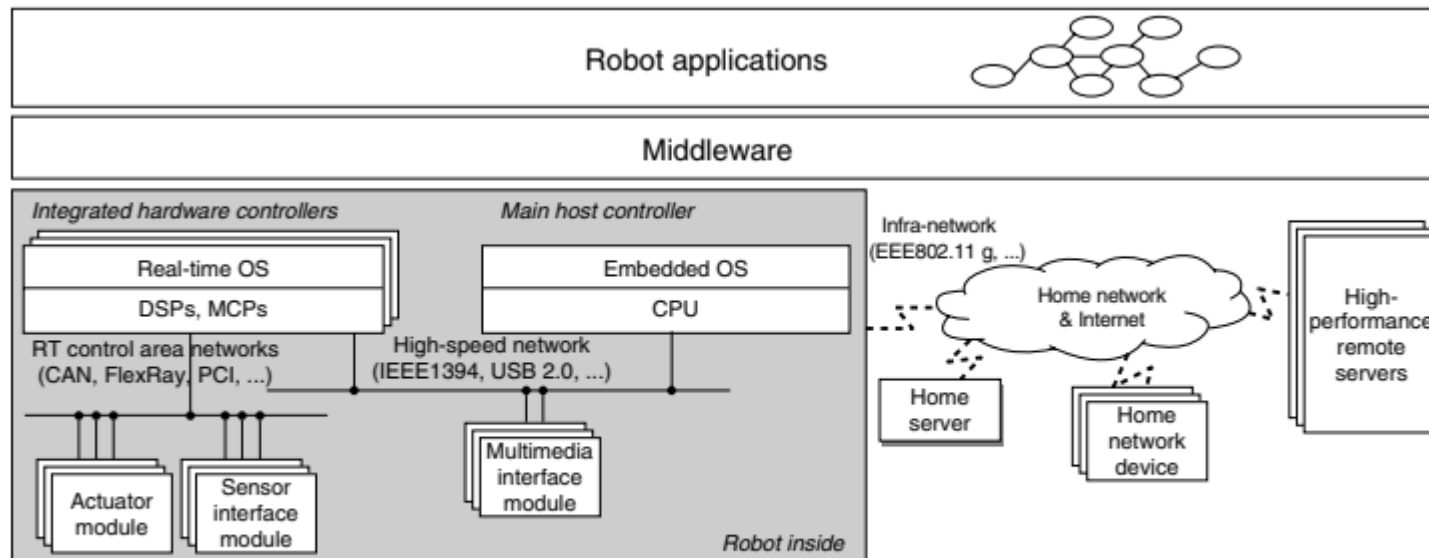 Robot applications
Middleware
Integrated hardware controllers
Real-time OS
DSPs, MCPs
RT control area networks
(CAN, FlexRay, PCI, ...)
Main host controller
Embedded OS
CPU
High-speed network
(IEEE1394, USB 2.0, ...)
Actuator
module
Sensor
interface
module
Multimedia
interface
module
Robot inside
Infra-network
(EEE802.11 g, ...)
Home network
& Internet
Home
server
Home
network
device
High-
performance
remote
servers